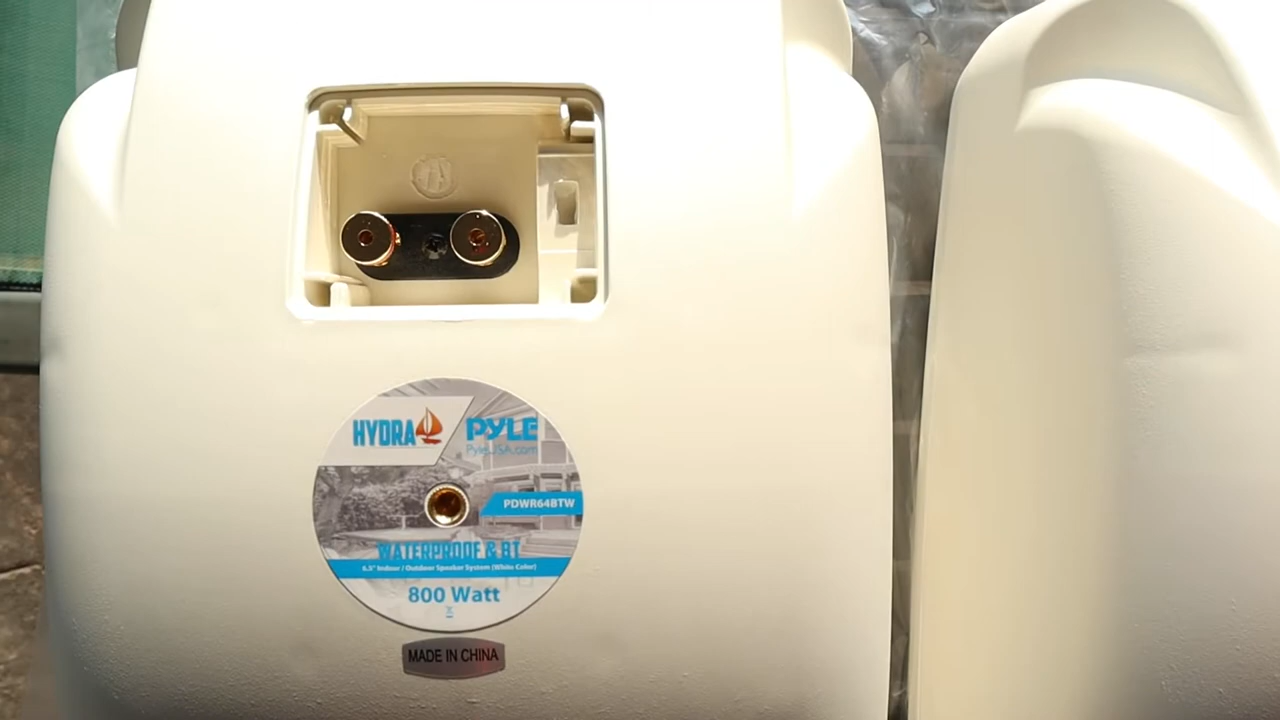 HYDRA
PYLE
PyleUSA.com
PDWR64BTW
WATERPROOF & BT
6.5" Indoor / Outdoor Speaker System (White Color)
800 Watt
MADE IN CHINA